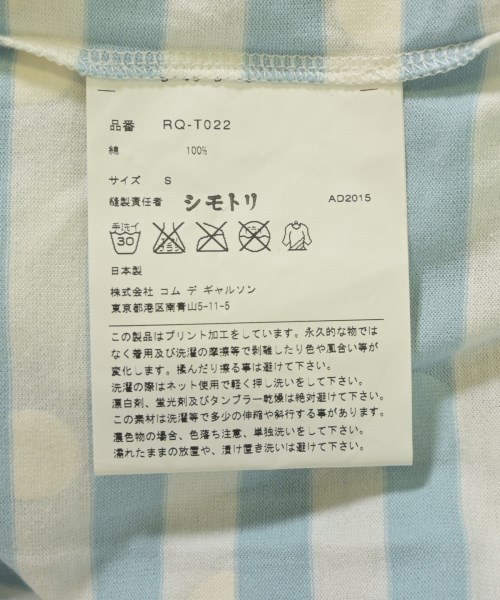 品番 RQ-T022
綿 100%
サイズ S
縫製責任者 シモトリ AD2015
手洗イ
30
日本製
株式会社 コム デ ギャルソン
東京都港区南青山5-11-5
この製品はプリント加工をしています。永久的な物では
なく着用及び洗濯の摩擦等で剥離したり色や風合い等が
変化します。揉んだり擦る事は避けて下さい。
洗濯の際はネット使用で軽く押し洗いをして下さい。
漂白剤、蛍光剤及びタンブラー乾燥は絶対避けて下さい。
この素材は洗濯等で多少の伸縮や斜行する事があります。
濃色物の場合、色落ち注意、単独洗いをして下さい。
濡れたままの放置や、漬け置き洗いは避けて下さい。